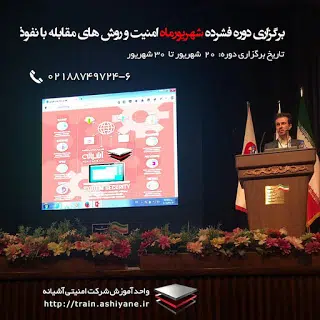 برگزاری دوره فشرده شهریورماه امنیت و روش های مقابله با نفوذ
تاریخ برگزاری دوره: ۲۰ شهریور تا ۳۰ شهریور
۰۲۱۸۸۷۴۹۷۲۴-۶
آشیانه
SECURITY
واحد آموزش شرکت امنیتی آشیانه
http://train.ashiyane.ir